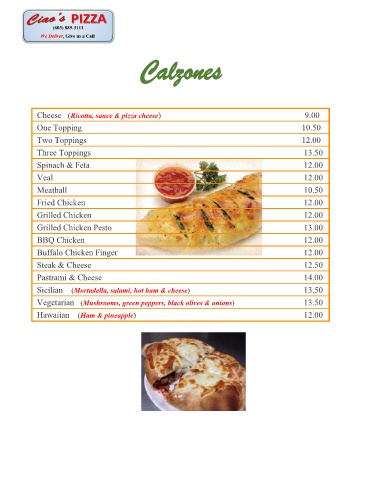 Ciao's PIZZA
(603) 889-3111
We Deliver, Give us a Call
Calzones
Cheese (Ricotta, sauce & pizza cheese) 9.00
One Topping 10.50
Two Toppings 12.00
Three Toppings 13.50
Spinach & Feta 12.00
Veal 12.00
Meatball 10.50
Fried Chicken 12.00
Grilled Chicken 12.00
Grilled Chicken Pesto 13.00
BBQ Chicken 12.00
Buffalo Chicken Finger 12.00
Steak & Cheese 12.50
Pastrami & Cheese 14.00
Sicilian (Mortadella, salami, hot ham & cheese) 13.50
Vegetarian (Mushrooms, green peppers, black olives & onions) 13.50
Hawaiian (Ham & pineapple) 12.00